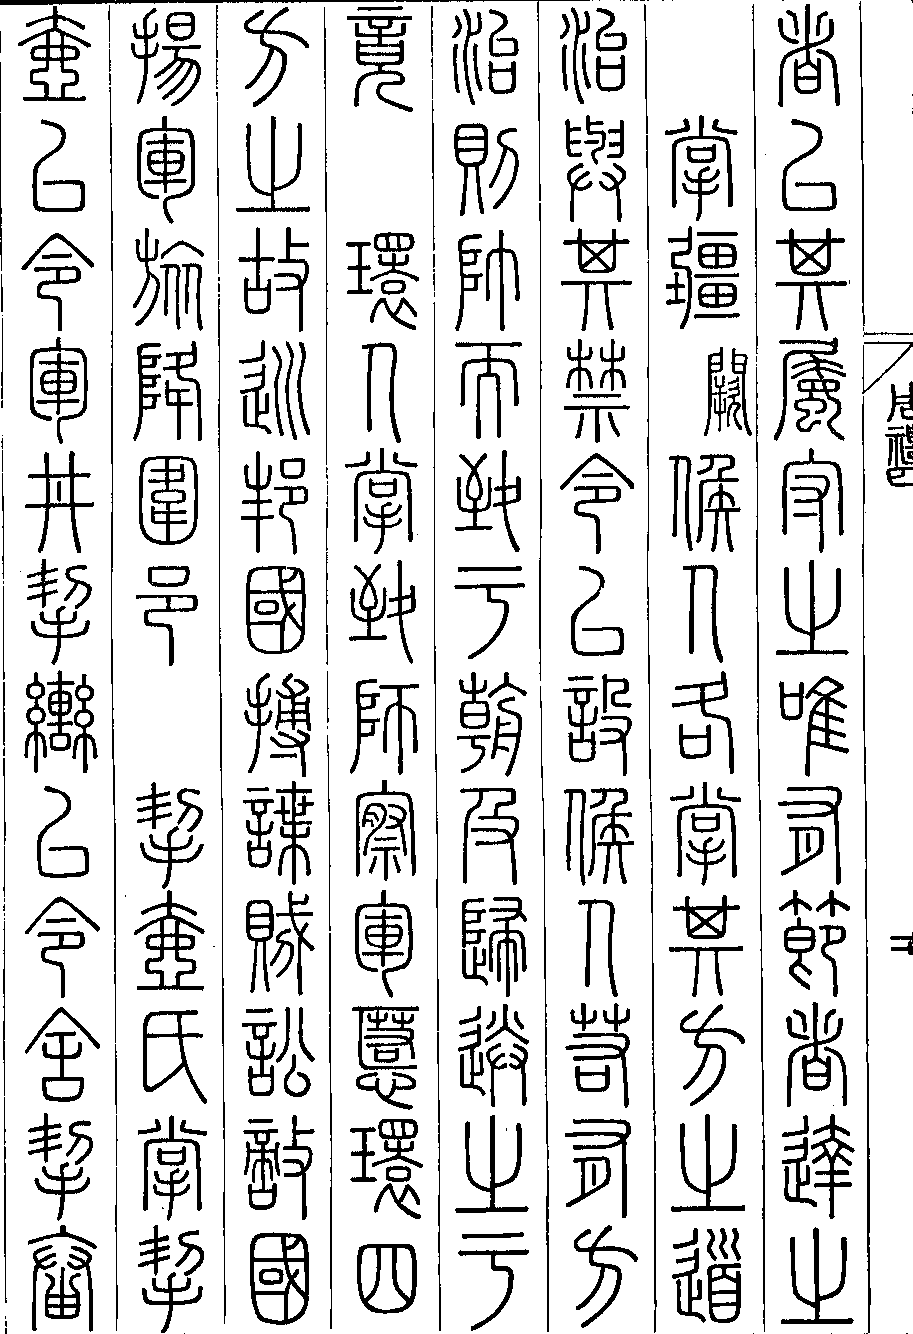 者以其屬守之唯有節者達之
掌疆闕候人各掌其方之道
治與其禁令以設候人若有方
治則帥而致于朝及歸送之于
竟　環人掌致師察軍慝環四
方之故巡邦國搏諜賊訟敵國
揚軍旅降圍邑　挈壺氏掌挈
壺以令軍井挈轡以令舍挈畚
周禮